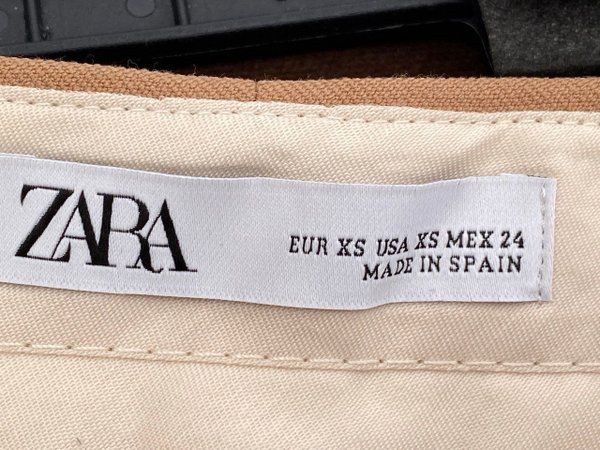 ZARA
EUR XS USA XS MEX 24
MADE IN SPAIN